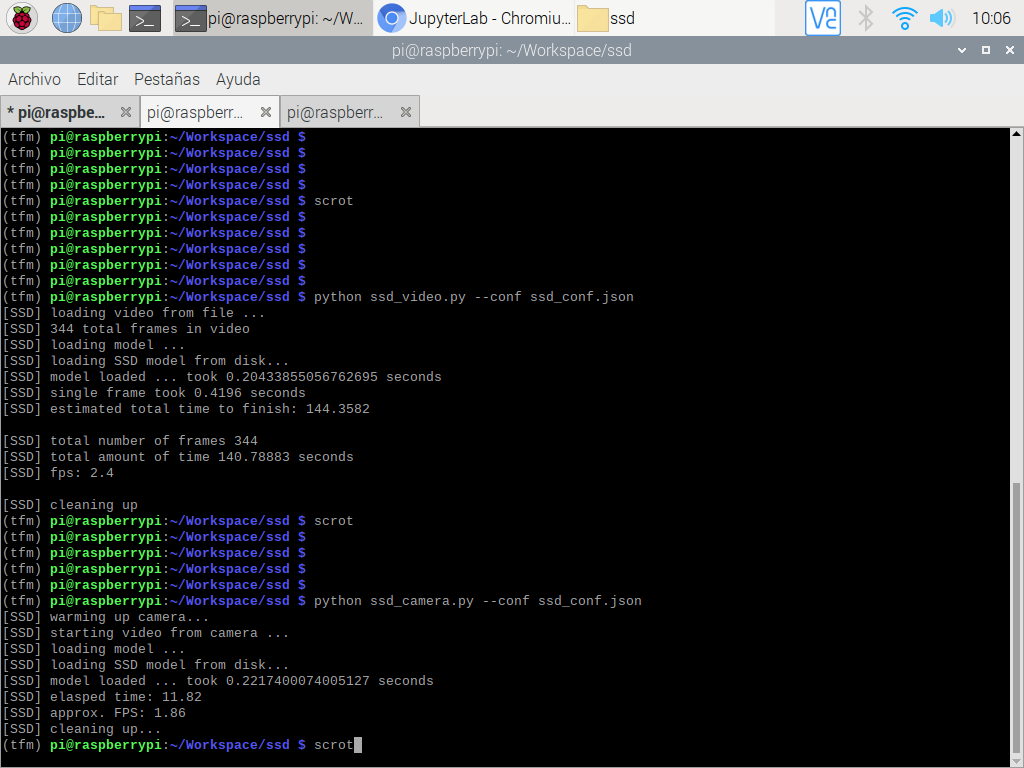 pi@raspberrypi: ~/W...
JupyterLab - Chromiu...
ssd
10:06
pi@raspberrypi: ~/Workspace/ssd
Archivo Editar Pestañas Ayuda
* pi@raspbe...
pi@raspberr...
pi@raspberr...
(tfm) pi@raspberrypi:~/Workspace/ssd $
(tfm) pi@raspberrypi:~/Workspace/ssd $
(tfm) pi@raspberrypi:~/Workspace/ssd $
(tfm) pi@raspberrypi:~/Workspace/ssd $
(tfm) pi@raspberrypi:~/Workspace/ssd $ scrot
(tfm) pi@raspberrypi:~/Workspace/ssd $
(tfm) pi@raspberrypi:~/Workspace/ssd $
(tfm) pi@raspberrypi:~/Workspace/ssd $
(tfm) pi@raspberrypi:~/Workspace/ssd $
(tfm) pi@raspberrypi:~/Workspace/ssd $
(tfm) pi@raspberrypi:~/Workspace/ssd $ python ssd_video.py --conf ssd_conf.json
[SSD] loading video from file ...
[SSD] 344 total frames in video
[SSD] loading model ...
[SSD] loading SSD model from disk...
[SSD] model loaded ... took 0.20433855056762695 seconds
[SSD] single frame took 0.4196 seconds
[SSD] estimated total time to finish: 144.3582
[SSD] total number of frames 344
[SSD] total amount of time 140.78883 seconds
[SSD] fps: 2.4
[SSD] cleaning up
(tfm) pi@raspberrypi:~/Workspace/ssd $ scrot
(tfm) pi@raspberrypi:~/Workspace/ssd $
(tfm) pi@raspberrypi:~/Workspace/ssd $
(tfm) pi@raspberrypi:~/Workspace/ssd $
(tfm) pi@raspberrypi:~/Workspace/ssd $
(tfm) pi@raspberrypi:~/Workspace/ssd $ python ssd_camera.py --conf ssd_conf.json
[SSD] warming up camera...
[SSD] starting video from camera ...
[SSD] loading model ...
[SSD] loading SSD model from disk...
[SSD] model loaded ... took 0.2217400074005127 seconds
[SSD] elasped time: 11.82
[SSD] approx. FPS: 1.86
[SSD] cleaning up...
(tfm) pi@raspberrypi:~/Workspace/ssd $ scrot